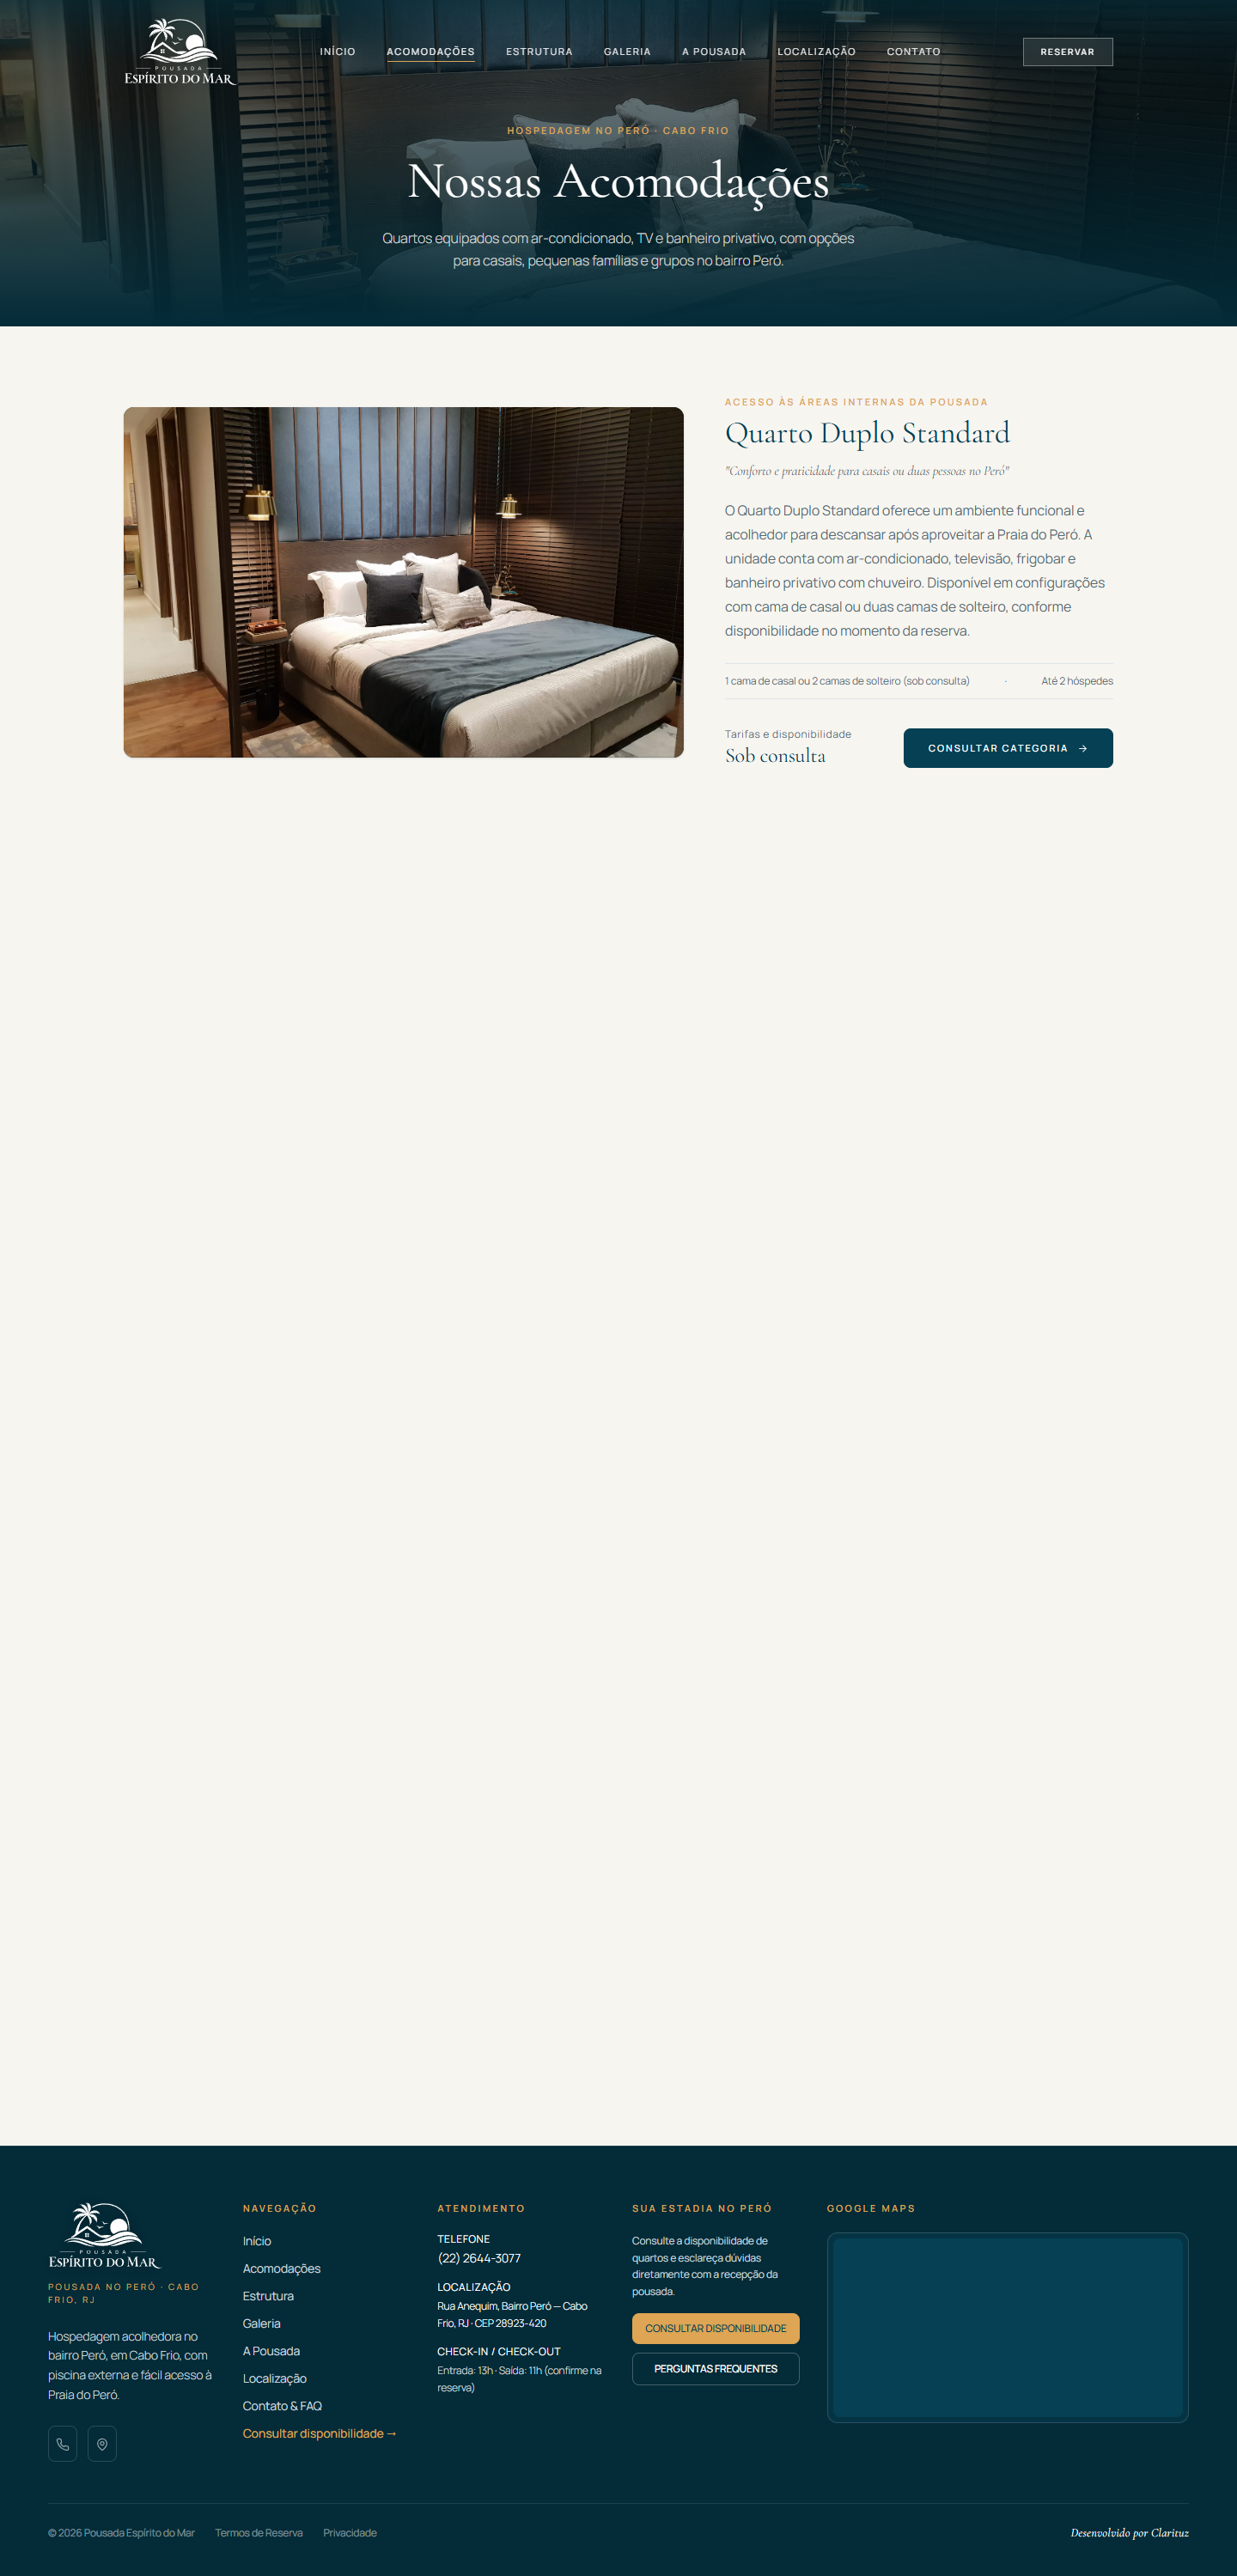 POUSADA
ESPÍRITO DO MAR
INÍCIO
ACOMODAÇÕES
ESTRUTURA
GALERIA
A POUSADA
LOCALIZAÇÃO
CONTATO
RESERVAR
HOSPEDAGEM NO PERÓ · CABO FRIO
Nossas Acomodações
Quartos equipados com ar-condicionado, TV e banheiro privativo, com opções
para casais, pequenas famílias e grupos no bairro Peró.
ACESSO ÀS ÁREAS INTERNAS DA POUSADA
Quarto Duplo Standard
"Conforto e praticidade para casais ou duas pessoas no Peró"
O Quarto Duplo Standard oferece um ambiente funcional e
acolhedor para descansar após aproveitar a Praia do Peró. A
unidade conta com ar-condicionado, televisão, frigobar e
banheiro privativo com chuveiro. Disponível em configurações
com cama de casal ou duas camas de solteiro, conforme
disponibilidade no momento da reserva.
1 cama de casal ou 2 camas de solteiro (sob consulta) · Até 2 hóspedes
Tarifas e disponibilidade
Sob consulta
CONSULTAR CATEGORIA →
POUSADA
ESPÍRITO DO MAR
POUSADA NO PERÓ · CABO
FRIO, RJ
Hospedagem acolhedora no
bairro Peró, em Cabo Frio, com
piscina externa e fácil acesso à
Praia do Peró.
NAVEGAÇÃO
Início
Acomodações
Estrutura
Galeria
A Pousada
Localização
Contato & FAQ
Consultar disponibilidade →
ATENDIMENTO
TELEFONE
(22) 2644-3077
LOCALIZAÇÃO
Rua Anequim, Bairro Peró — Cabo
Frio, RJ · CEP 28923-420
CHECK-IN / CHECK-OUT
Entrada: 13h · Saída: 11h (confirme na
reserva)
SUA ESTADIA NO PERÓ
Consulte a disponibilidade de
quartos e esclareça dúvidas
diretamente com a recepção da
pousada.
CONSULTAR DISPONIBILIDADE
PERGUNTAS FREQUENTES
GOOGLE MAPS
© 2026 Pousada Espírito do Mar
Termos de Reserva
Privacidade
Desenvolvido por Clarituz